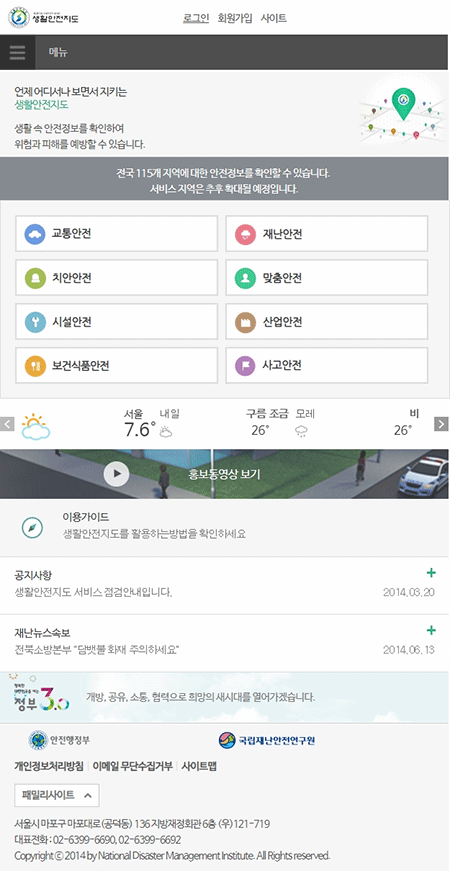 생활안전지도
로그인 회원가입 사이트
메뉴
언제 어디서나 보면서 지키는
생활안전지도
생활 속 안전정보를 확인하여
위험과 피해를 예방할 수 있습니다.
전국 115개 지역에 대한 안전정보를 확인할 수 있습니다.
서비스 지역은 추후 확대될 예정입니다.
교통안전 재난안전
치안안전 맞춤안전
시설안전 산업안전
보건식품안전 사고안전
서울 내일 구름 조금 모레 비
7.6° 26° 26°
홍보동영상 보기
이용가이드
생활안전지도를 활용하는방법을 확인하세요
공지사항
생활안전지도 서비스 점검안내입니다. 2014.03.20
재난뉴스속보
전북소방본부 "담뱃불 화재 주의하세요" 2014.06.13
정부 3.0 개방, 공유, 소통, 협력으로 희망의 새시대를 열어가겠습니다.
안전행정부 국립재난안전연구원
개인정보처리방침 이메일 무단수집거부 사이트맵
패밀리사이트
서울시 마포구 마포대로 (공덕동) 136 지방재정회관 6층 (우)121-719
대표전화 : 02-6399-6690, 02-6399-6692
Copyright ⓒ 2014 by National Disaster Management Institute. All Rights reserved.